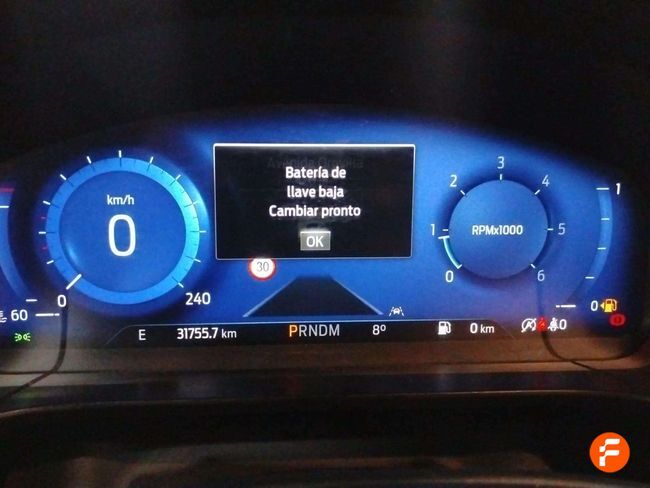 Batería de
llave baja
Cambiar pronto
OK
km/h
0
0
240
30
60
RPMx1000
0
1
2
3
4
5
6
1
0
E
31755.7 km
PRNDM
8º
0 km
0